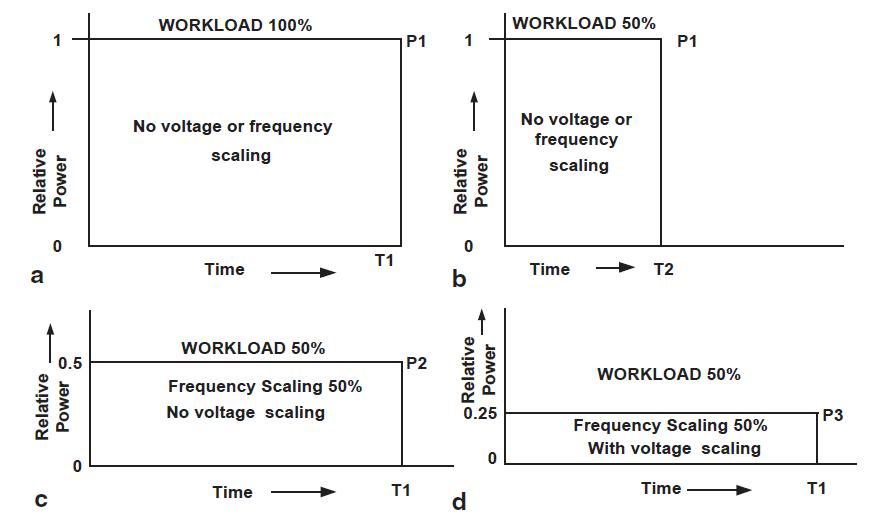 WORKLOAD 100%
1
P1
No voltage or frequency
scaling
Relative
Power
0
Time
T1
a
WORKLOAD 50%
1
P1
No voltage or
frequency
scaling
Relative
Power
0
Time
T2
b
WORKLOAD 50%
0.5
P2
Frequency Scaling 50%
No voltage scaling
Relative
Power
0
Time
T1
c
WORKLOAD 50%
Relative
Power
0.25
P3
Frequency Scaling 50%
With voltage scaling
0
Time
T1
d